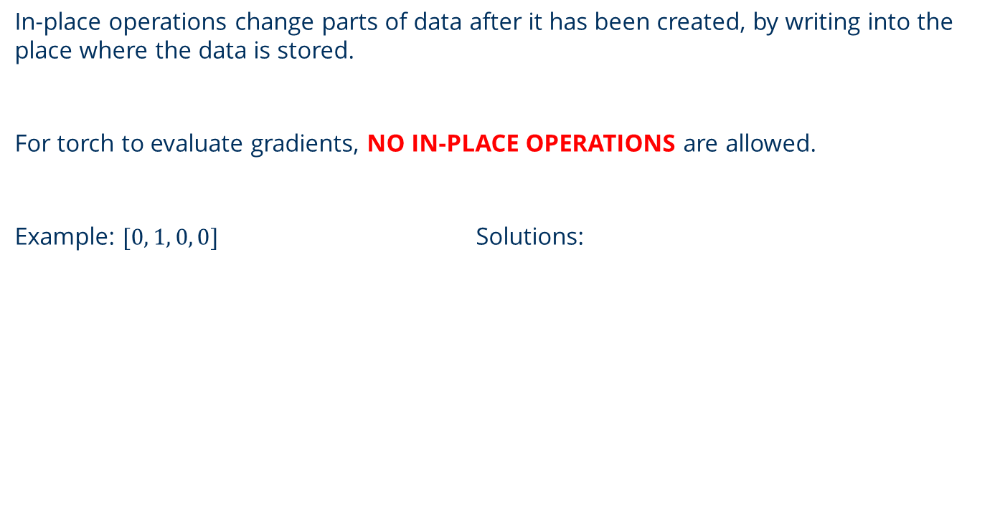 In-place operations change parts of data after it has been created, by writing into the
place where the data is stored.
For torch to evaluate gradients, NO IN-PLACE OPERATIONS are allowed.
Example: [0, 1, 0, 0]
Solutions: